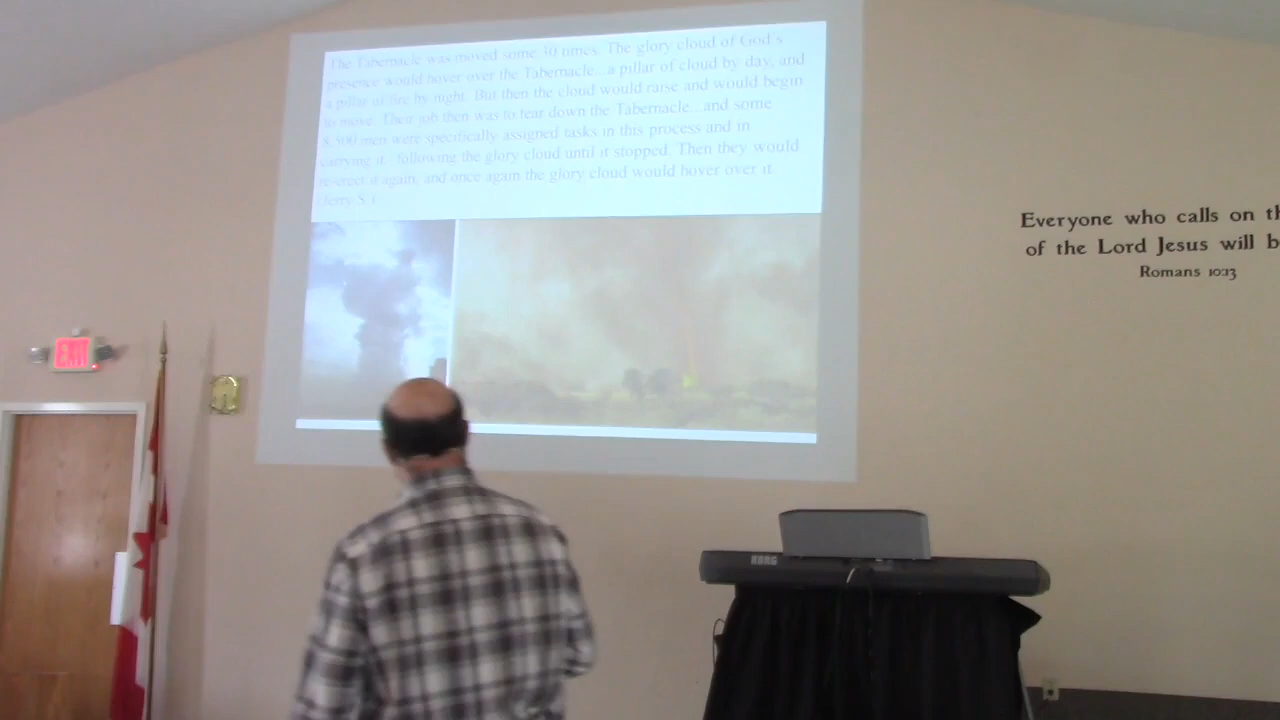 The Tabernacle was moved some 30 times. The glory cloud of God's
presence would hover over the Tabernacle...a pillar of cloud by day, and
a pillar of fire by night. But then the cloud would raise and would begin
to move. Their job then was to tear down the Tabernacle...and some
8,500 men were specifically assigned tasks in this process and in
carrying it...following the glory cloud until it stopped. Then they would
re-erect it again, and once again the glory cloud would hover over it.
Everyone who calls on th
of the Lord Jesus will b
Romans 10:13
EXIT
KORG